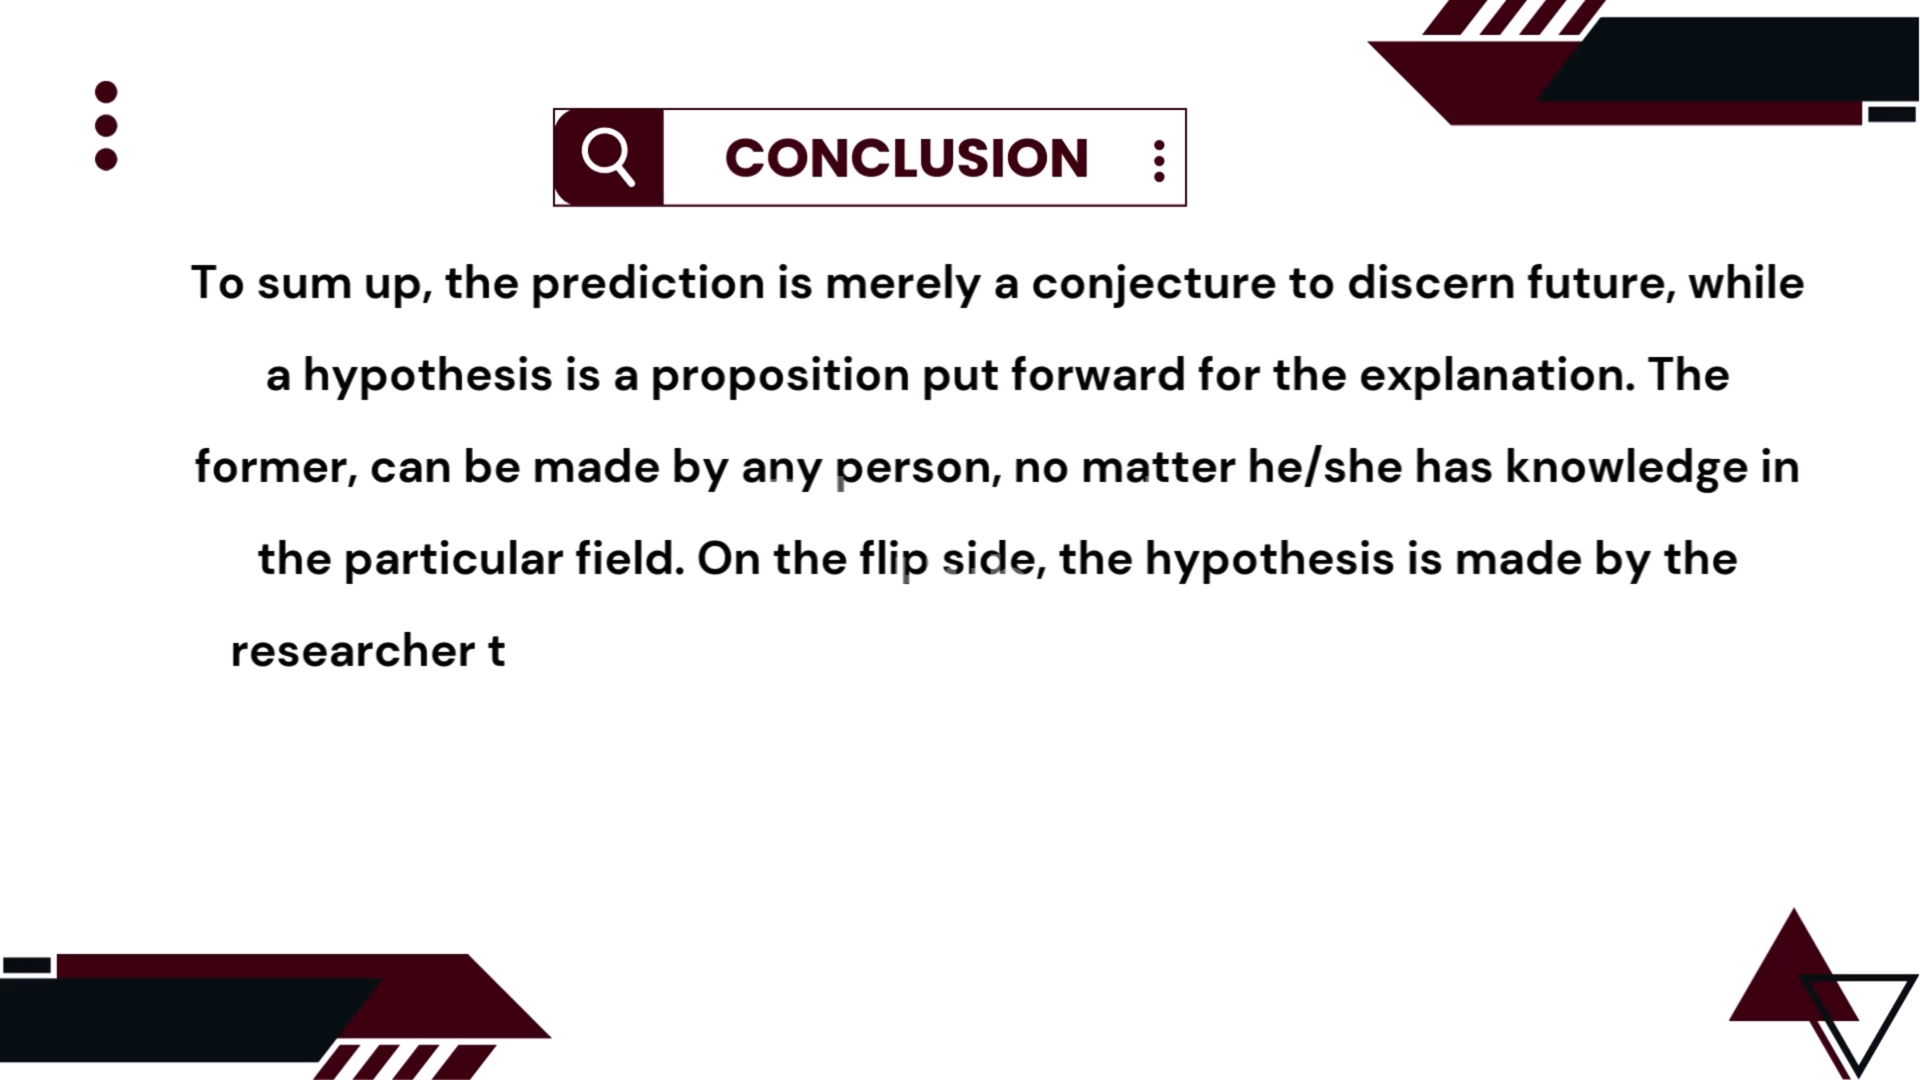 CONCLUSION
To sum up, the prediction is merely a conjecture to discern future, while
a hypothesis is a proposition put forward for the explanation. The
former, can be made by any person, no matter he/she has knowledge in
the particular field. On the flip side, the hypothesis is made by the
researcher t